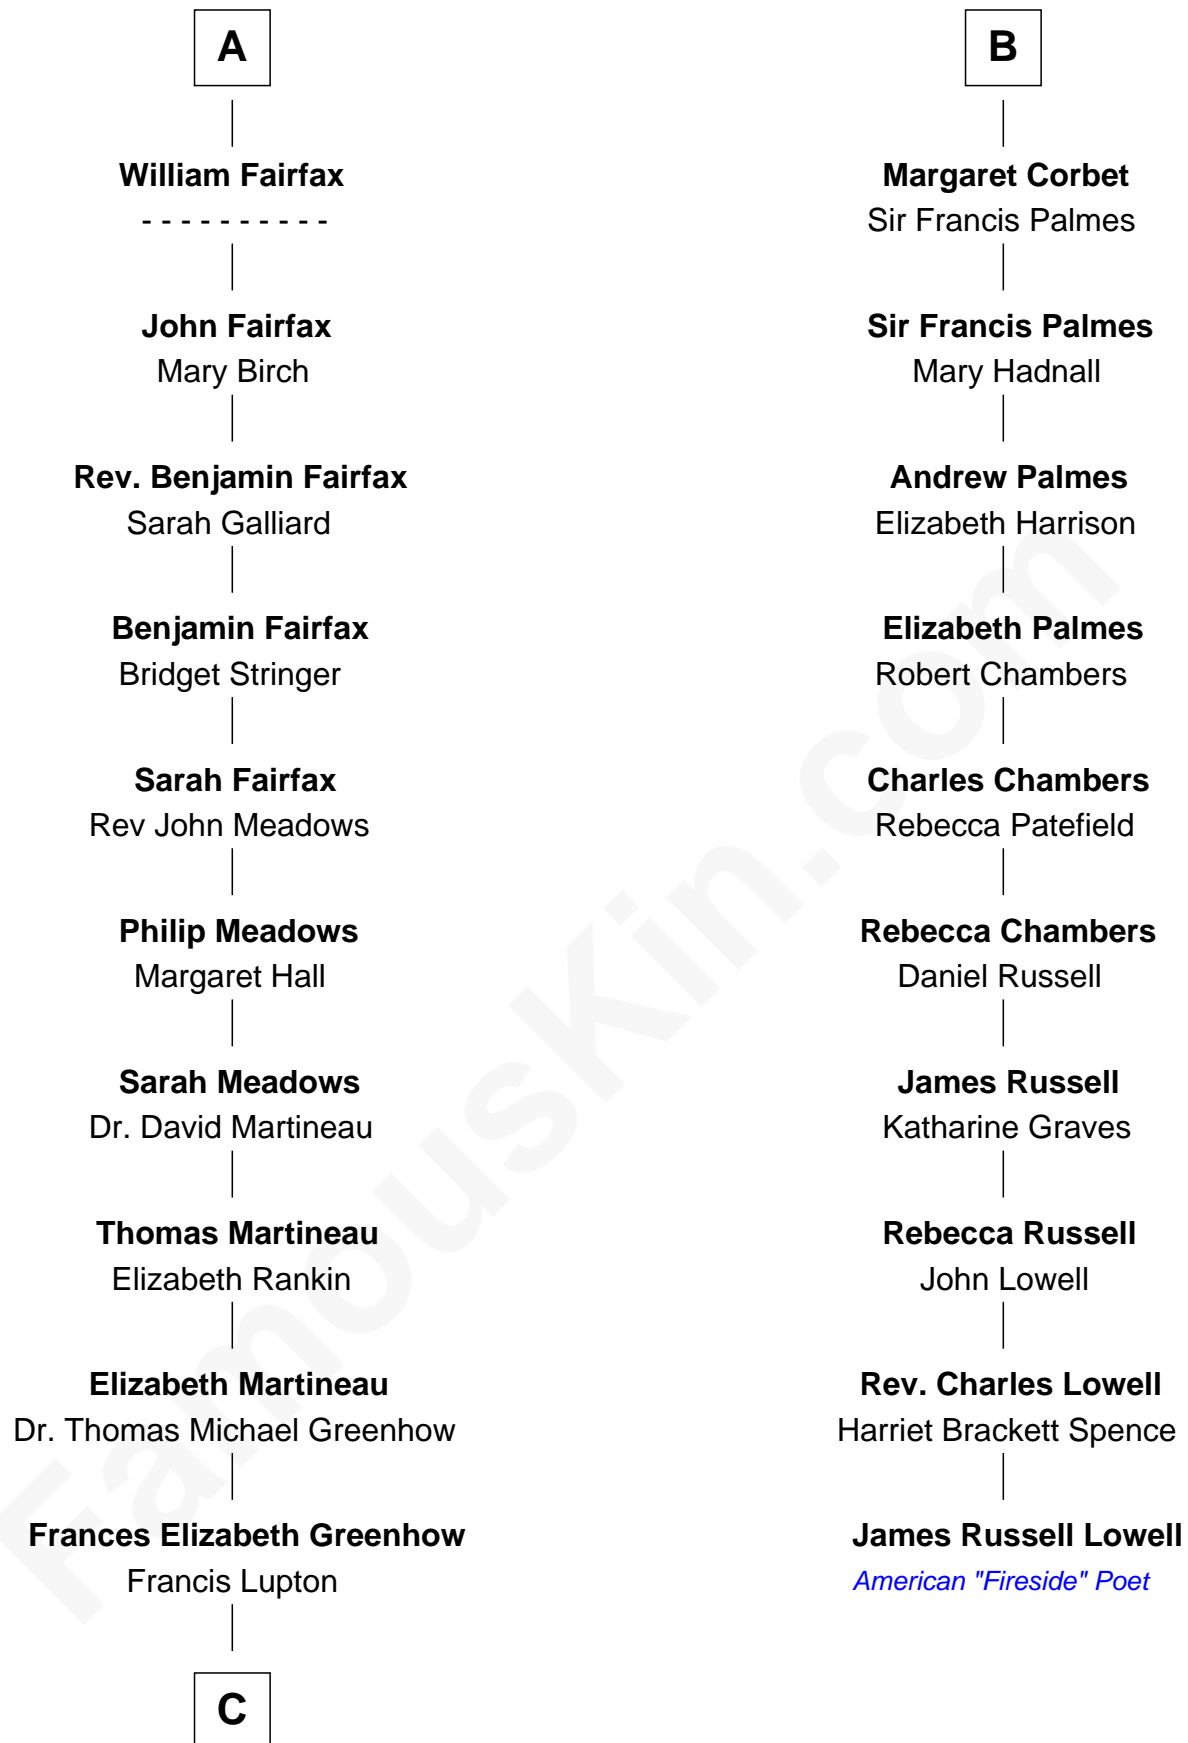 A
William Fairfax
- - - - - - - - - -
John Fairfax
Mary Birch
Rev. Benjamin Fairfax
Sarah Galliard
Benjamin Fairfax
Bridget Stringer
Sarah Fairfax
Rev John Meadows
Philip Meadows
Margaret Hall
Sarah Meadows
Dr. David Martineau
Thomas Martineau
Elizabeth Rankin
Elizabeth Martineau
Dr. Thomas Michael Greenhow
Frances Elizabeth Greenhow
Francis Lupton
C
B
Margaret Corbet
Sir Francis Palmes
Sir Francis Palmes
Mary Hadnall
Andrew Palmes
Elizabeth Harrison
Elizabeth Palmes
Robert Chambers
Charles Chambers
Rebecca Patefield
Rebecca Chambers
Daniel Russell
James Russell
Katharine Graves
Rebecca Russell
John Lowell
Rev. Charles Lowell
Harriet Brackett Spence
James Russell Lowell
American "Fireside" Poet
FamousKin.com